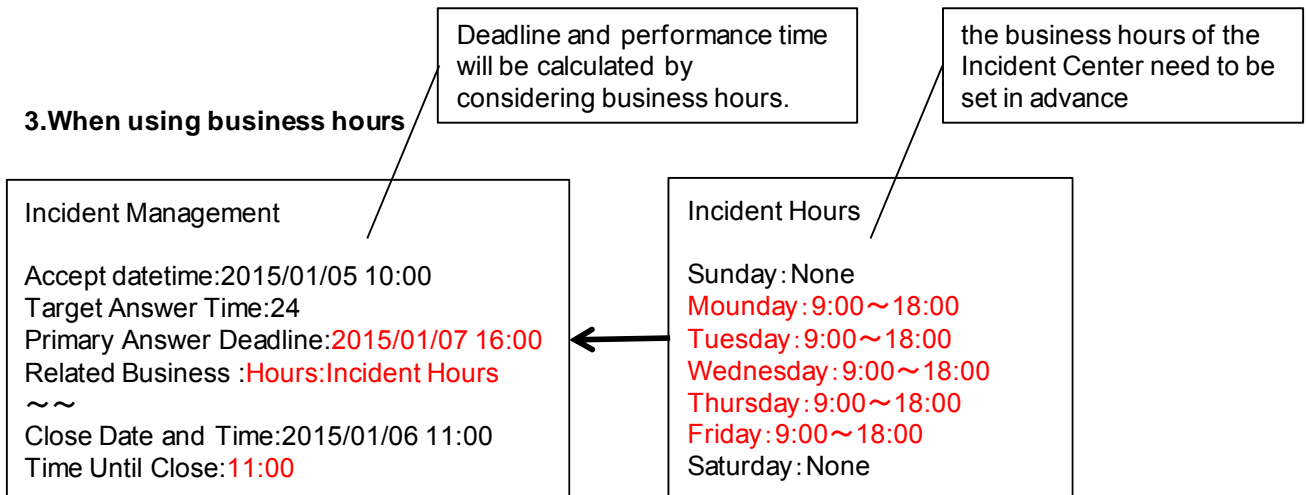 Deadline and performance time
will be calculated by
considering business hours.
the business hours of the
Incident Center need to be
set in advance
3.When using business hours
Incident Management
Accept datetime:2015/01/05 10:00
Target Answer Time:24
Primary Answer Deadline:2015/01/07 16:00
Related Business :Hours:Incident Hours
～～
Close Date and Time:2015/01/06 11:00
Time Until Close:11:00
Incident Hours
Sunday：None
Mounday：9:00～18:00
Tuesday：9:00～18:00
Wednesday：9:00～18:00
Thursday：9:00～18:00
Friday：9:00～18:00
Saturday：None